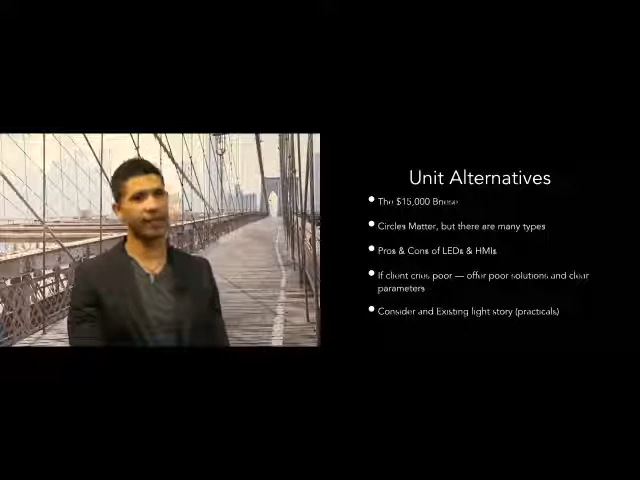 Unit Alternatives
The $15,000
Circles Matter, but there are many types
Pros & Cons of LEDs & HMIs
If client cries poor — offer poor solutions and clear
parameters
Consider and Existing light story (practicals)